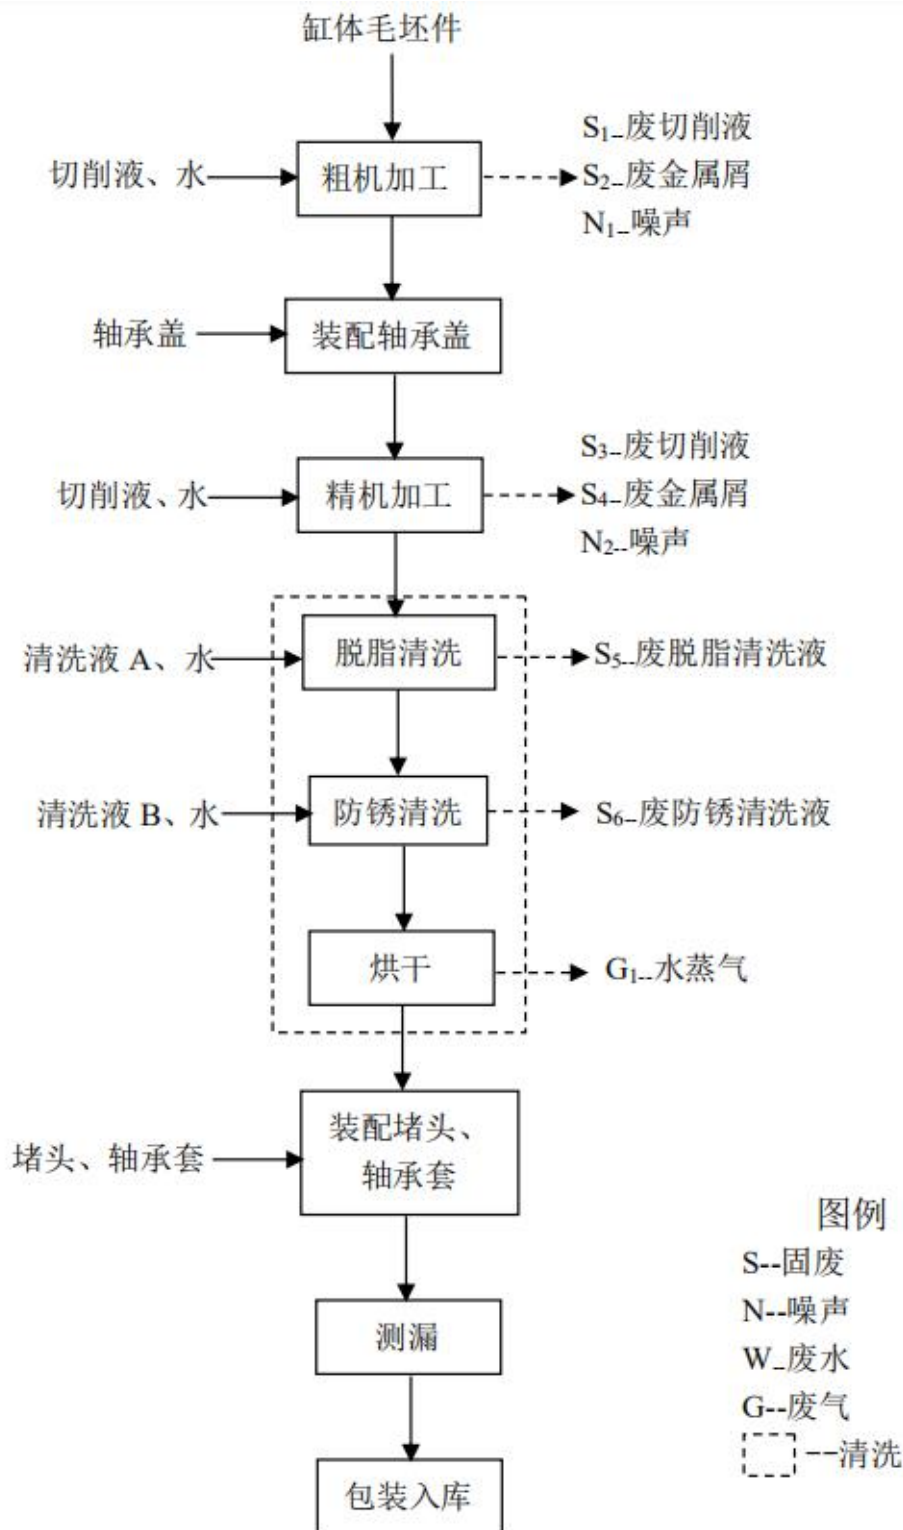 缸体毛坯件
S₁--废切削液
切削液、水
粗机加工
S₂--废金属屑
N₁--噪声
轴承盖
装配轴承盖
S₃--废切削液
切削液、水
精机加工
S₄--废金属屑
N₂--噪声
清洗液 A、水
脱脂清洗
S₅--废脱脂清洗液
清洗液 B、水
防锈清洗
S₆--废防锈清洗液
烘干
G₁--水蒸气
堵头、轴承套
装配堵头、
轴承套
测漏
包装入库
图例
S--固废
N--噪声
W--废水
G--废气
--清洗